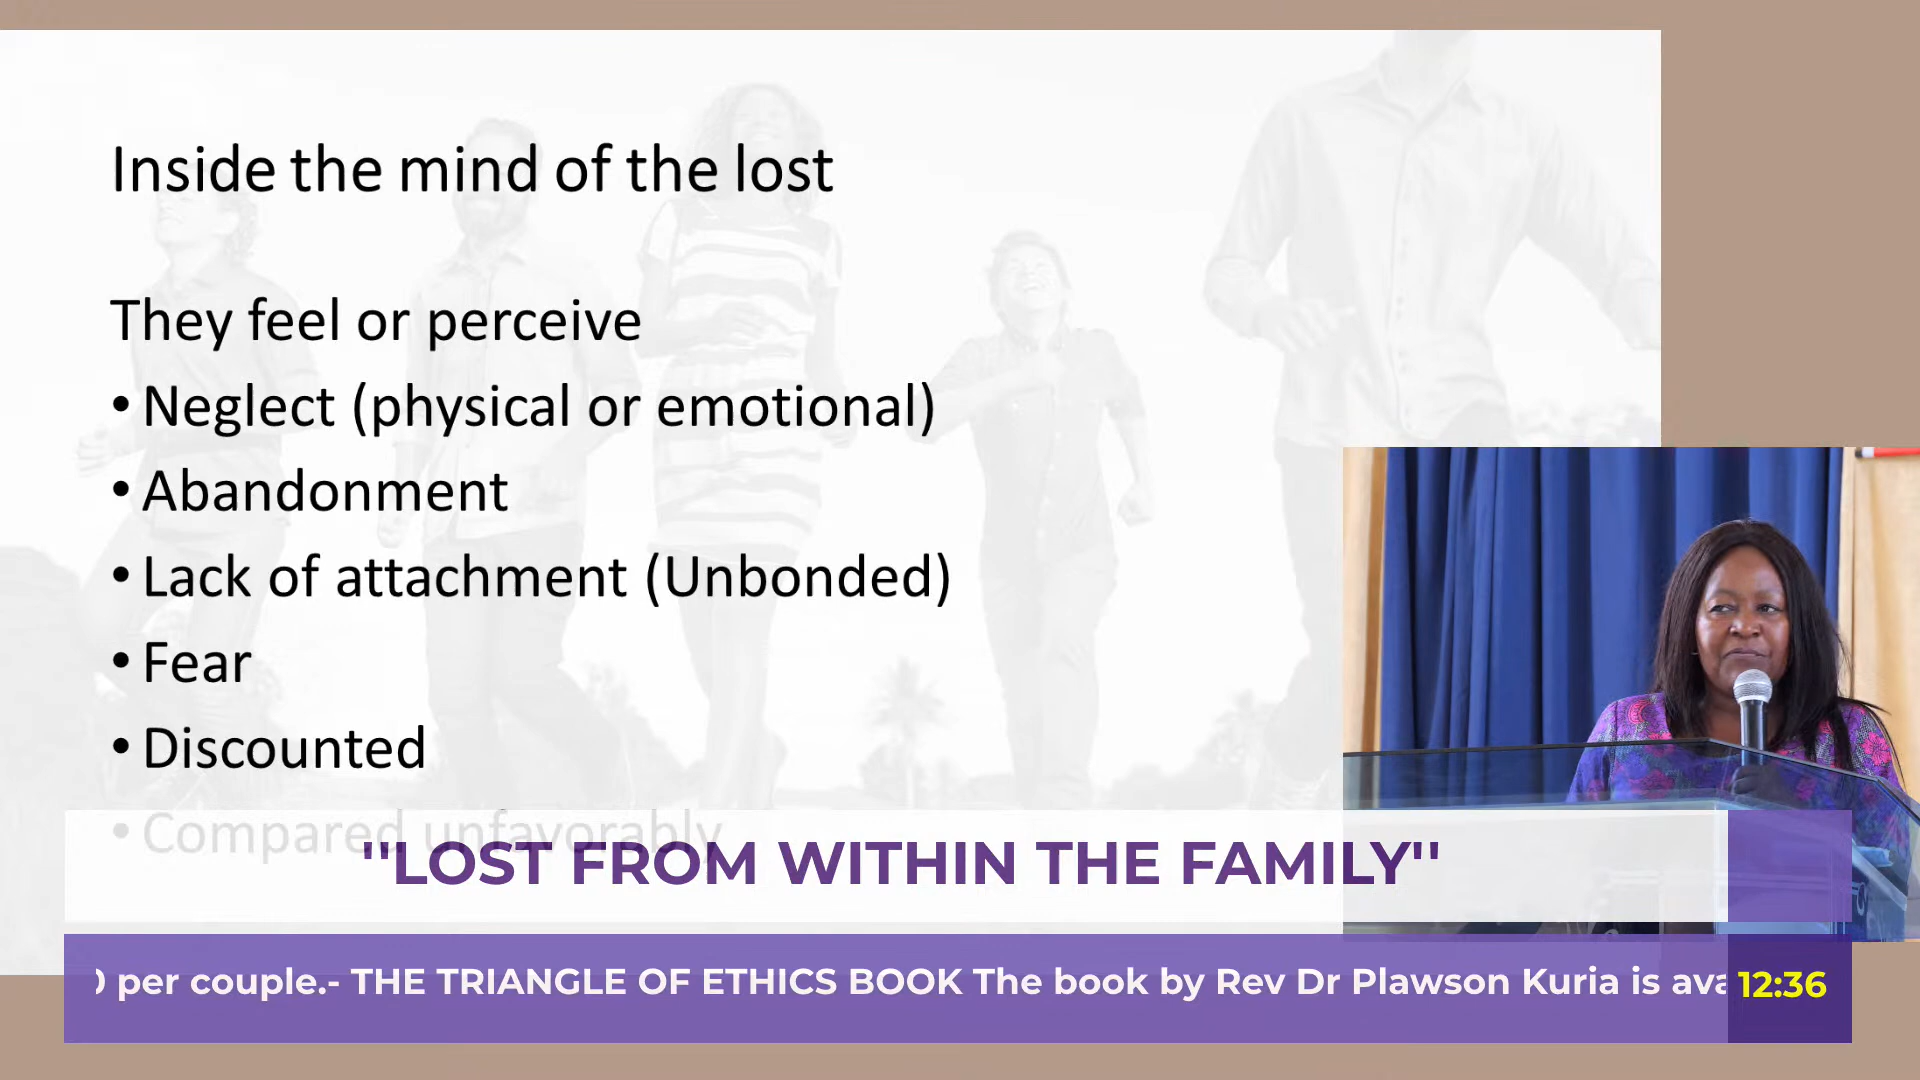 Inside the mind of the lost
They feel or perceive
• Neglect (physical or emotional)
• Abandonment
• Lack of attachment (Unbonded)
• Fear
• Discounted
• Compared unfavorably
"LOST FROM WITHIN THE FAMILY"
per couple.- THE TRIANGLE OF ETHICS BOOK The book by Rev Dr Plawson Kuria is
12:36